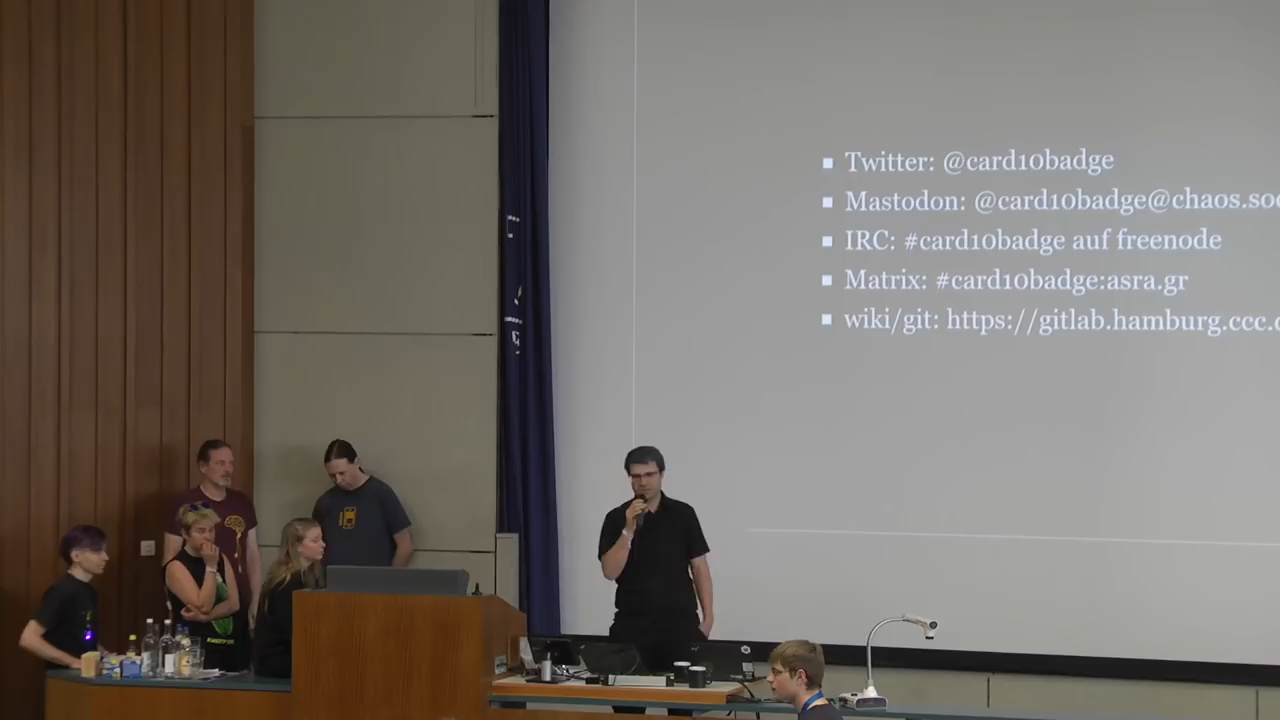 Twitter: @card10badge
Mastodon: @card10badge@chaos.soc
IRC: #card10badge auf freenode
Matrix: #card10badge:asra.gr
wiki/git: https://gitlab.hamburg.ccc.